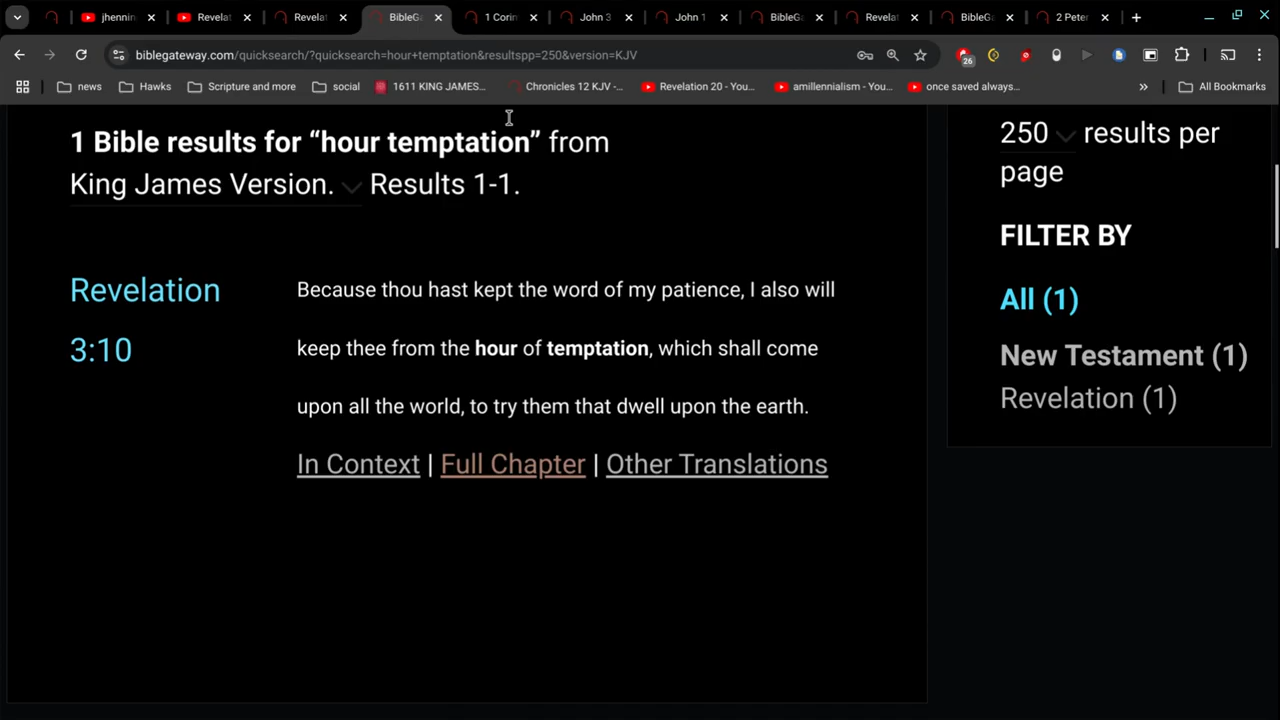 jhennin
Revelat
Revelat
BibleGa
1 Corin
John 3
John 1
BibleGa
Revelat
BibleGa
2 Peter
biblegateway.com/quicksearch/?quicksearch=hour+temptation&resultspp=250&version=KJV
26
news
Hawks
Scripture and more
social
1611 KING JAMES...
Chronicles 12 KJV -...
Revelation 20 - You...
amillennialism - You...
once saved always...
»
All Bookmarks
1 Bible results for “hour temptation” from
King James Version. Results 1-1.
250 results per
page
FILTER BY
All (1)
New Testament (1)
Revelation (1)
Revelation
3:10
Because thou hast kept the word of my patience, I also will
keep thee from the hour of temptation, which shall come
upon all the world, to try them that dwell upon the earth.
In Context | Full Chapter | Other Translations